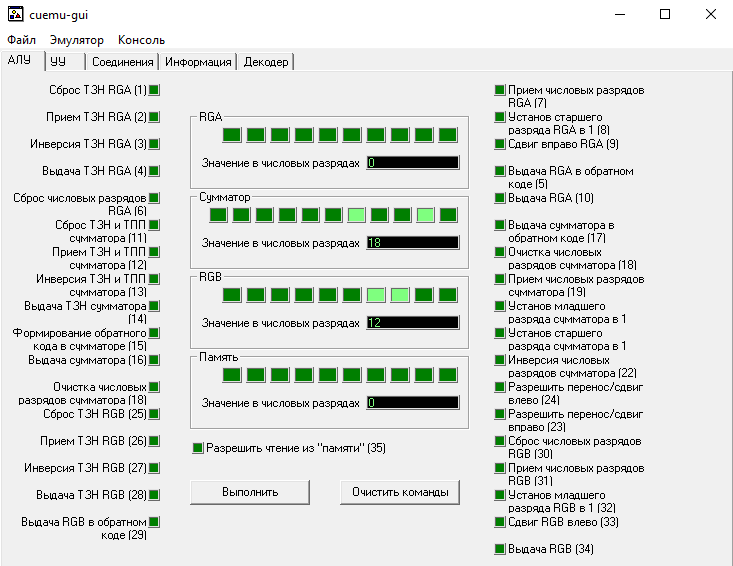 cuemu-gui
Файл Эмулятор Консоль
АЛУ УУ Соединения Информация Декодер
Сброс ТЗН RGA (1)
Прием ТЗН RGA (2)
Инверсия ТЗН RGA (3)
Выдача ТЗН RGA (4)
Сброс числовых разрядов
RGA (6)
Сброс ТЗН и ТПП
сумматора (11)
Прием ТЗН и ТПП
сумматора (12)
Инверсия ТЗН и ТПП
сумматора (13)
Выдача ТЗН сумматора
(14)
Формирование обратного
кода в сумматоре (15)
Выдача сумматора (16)
Очистка числовых
разрядов сумматора (18)
Сброс ТЗН RGB (25)
Прием ТЗН RGB (26)
Инверсия ТЗН RGB (27)
Выдача ТЗН RGB (28)
Выдача RGB в обратном
коде (29)
RGA
Значение в числовых разрядах 0
Сумматор
Значение в числовых разрядах 18
RGB
Значение в числовых разрядах 12
Память
Значение в числовых разрядах 0
Разрешить чтение из "памяти" (35)
Выполнить Очистить команды
Прием числовых разрядов
RGA (7)
Установ старшего
разряда RGA в 1 (8)
Сдвиг вправо RGA (9)
Выдача RGA в обратном
коде (5)
Выдача RGA (10)
Выдача сумматора в
обратном коде (17)
Очистка числовых
разрядов сумматора (18)
Прием числовых разрядов
сумматора (19)
Установ младшего
разряда сумматора в 1
Установ старшего
разряда сумматора в 1
Инверсия числовых
разрядов сумматора (22)
Разрешить перенос/сдвиг
влево (24)
Разрешить перенос/сдвиг
вправо (23)
Сброс числовых разрядов
RGB (30)
Прием числовых разрядов
RGB (31)
Установ младшего
разряда RGB в 1 (32)
Сдвиг RGB влево (33)
Выдача RGB (34)